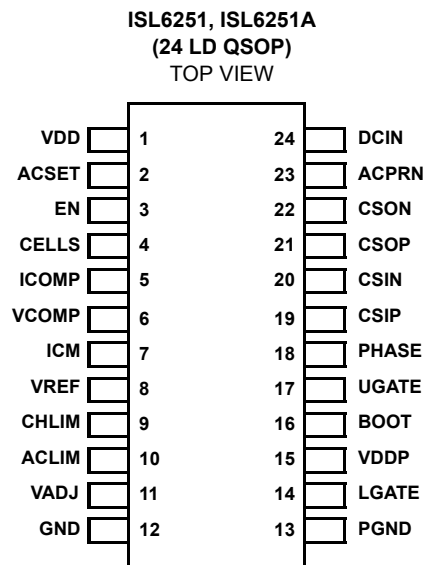 ISL6251, ISL6251A
(24 LD QSOP)
TOP VIEW
VDD 1 24 DCIN
ACSET 2 23 ACPRN
EN 3 22 CSON
CELLS 4 21 CSOP
ICOMP 5 20 CSIN
VCOMP 6 19 CSIP
ICM 7 18 PHASE
VREF 8 17 UGATE
CHLIM 9 16 BOOT
ACLIM 10 15 VDDP
VADJ 11 14 LGATE
GND 12 13 PGND